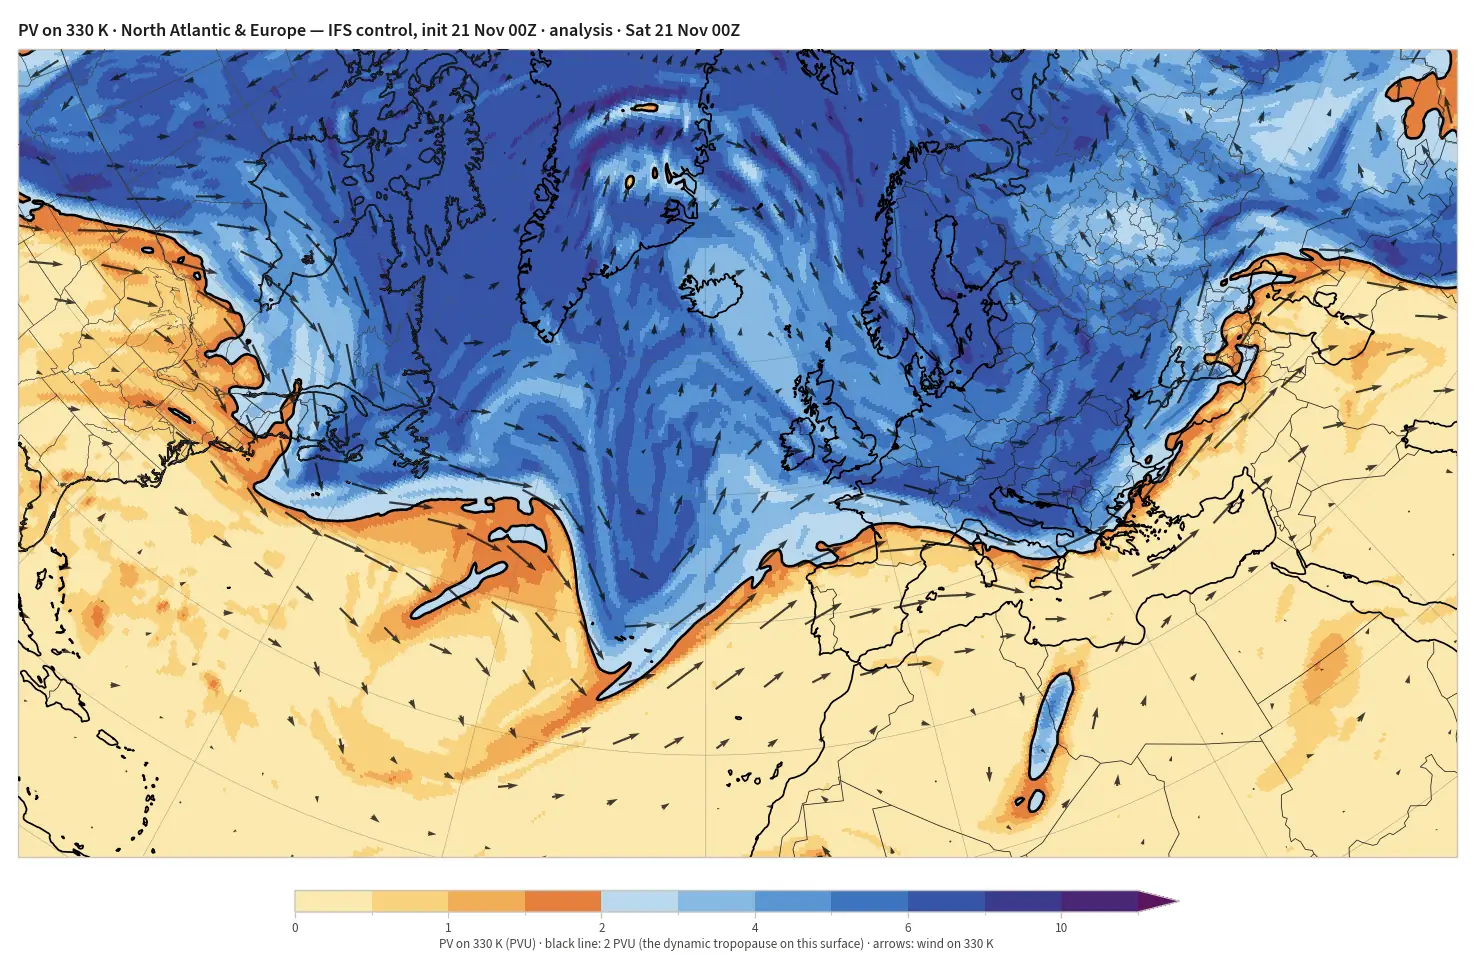 PV on 330 K · North Atlantic & Europe — IFS control, init 21 Nov 00Z · analysis · Sat 21 Nov 00Z
0 1 2 4 6 10
PV on 330 K (PVU) · black line: 2 PVU (the dynamic tropopause on this surface) · arrows: wind on 330 K